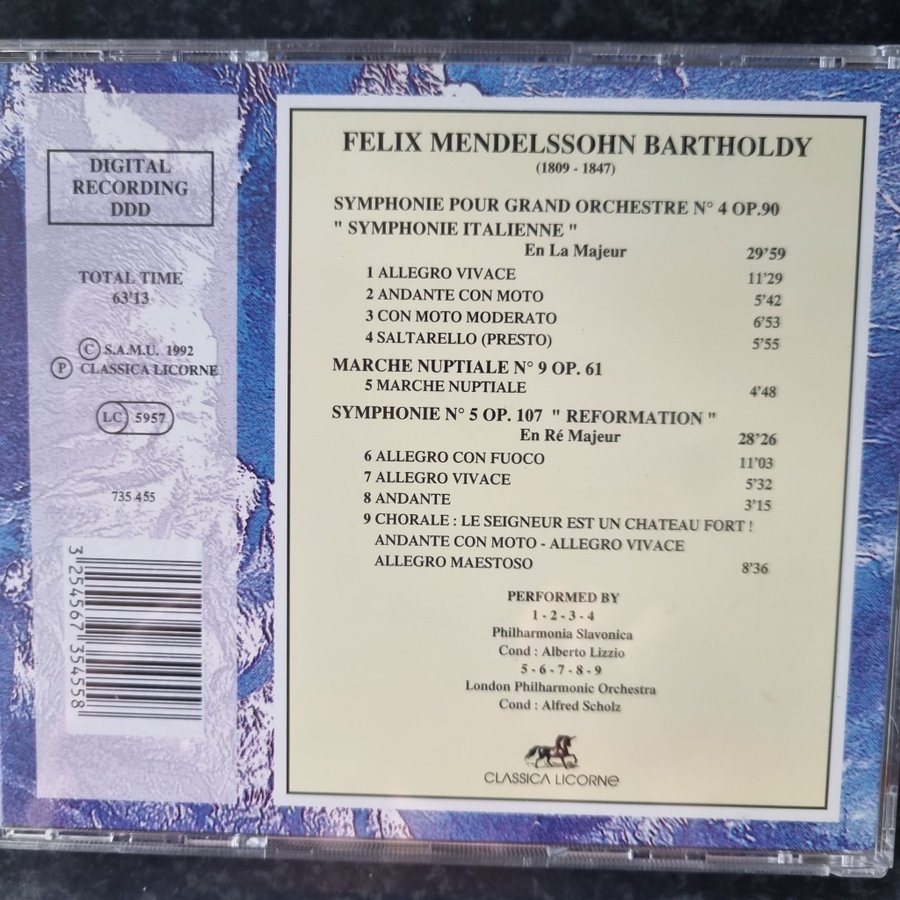 DIGITAL
RECORDING
DDD
TOTAL TIME
63'13
© S.A.M.U. 1992
Ⓟ CLASSICA LICORNE
LC 5957
735 455
3 254567 354558
FELIX MENDELSSOHN BARTHOLDY
(1809 - 1847)
SYMPHONIE POUR GRAND ORCHESTRE N° 4 OP.90
" SYMPHONIE ITALIENNE "
En La Majeur 29'59
1 ALLEGRO VIVACE 11'29
2 ANDANTE CON MOTO 5'42
3 CON MOTO MODERATO 6'53
4 SALTARELLO (PRESTO) 5'55
MARCHE NUPTIALE N° 9 OP. 61
5 MARCHE NUPTIALE 4'48
SYMPHONIE N° 5 OP. 107 " REFORMATION "
En Ré Majeur 28'26
6 ALLEGRO CON FUOCO 11'03
7 ALLEGRO VIVACE 5'32
8 ANDANTE 3'15
9 CHORALE : LE SEIGNEUR EST UN CHATEAU FORT !
ANDANTE CON MOTO - ALLEGRO VIVACE
ALLEGRO MAESTOSO 8'36
PERFORMED BY
1 - 2 - 3 - 4
Philharmonia Slavonica
Cond : Alberto Lizzio
5 - 6 - 7 - 8 - 9
London Philharmonic Orchestra
Cond : Alfred Scholz
CLASSICA LICORNE